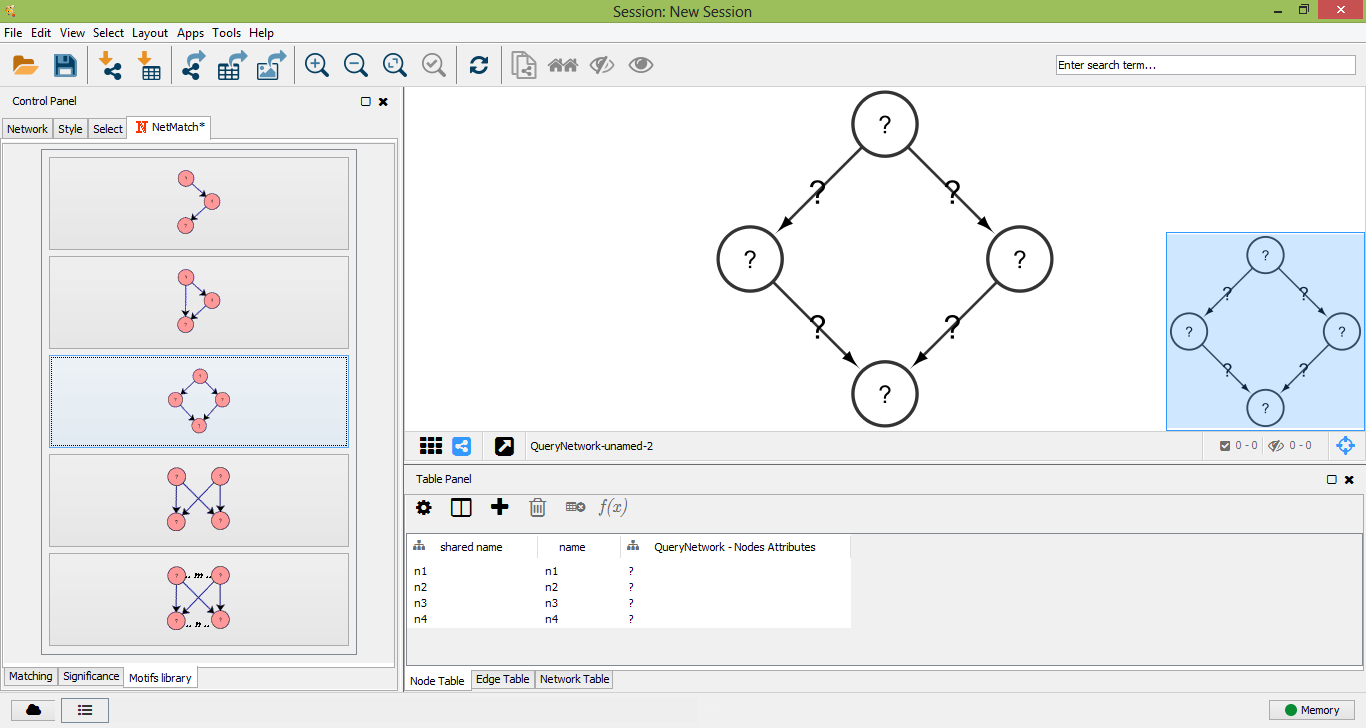 Session: New Session
File Edit View Select Layout Apps Tools Help
Enter search term...
Control Panel
Network Style Select NetMatch*
?
?
?
?
?
?
?
?
?
?
?
?
?
?
? .. m .. ?
? .. n .. ?
Matching Significance Motifs library
?
? ?
? ?
? ?
?
?
? ?
? ?
? ?
?
QueryNetwork-unamed-2
0 - 0 0 - 0
Table Panel
f(x)
shared name name QueryNetwork - Nodes Attributes
n1 n1 ?
n2 n2 ?
n3 n3 ?
n4 n4 ?
Node Table Edge Table Network Table
Memory